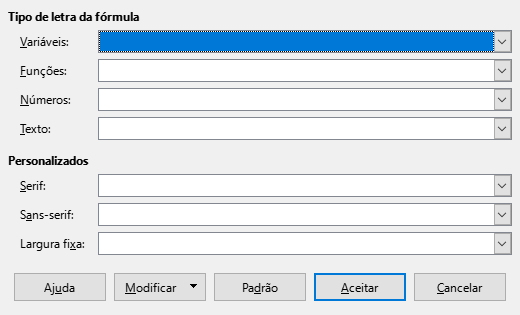 Tipo de letra da fórmula
Variáveis:
Funções:
Números:
Texto:
Personalizados
Serif:
Sans-serif:
Largura fixa:
Ajuda Modificar Padrão Aceitar Cancelar